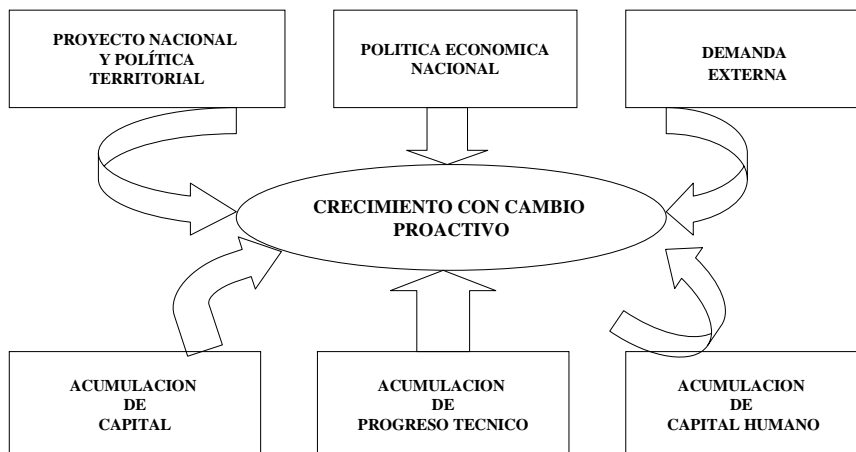 PROYECTO NACIONAL
Y POLÍTICA
TERRITORIAL
POLITICA ECONOMICA
NACIONAL
DEMANDA
EXTERNA
CRECIMIENTO CON CAMBIO
PROACTIVO
ACUMULACION
DE
CAPITAL
ACUMULACION
DE
PROGRESO TECNICO
ACUMULACION
DE
CAPITAL HUMANO